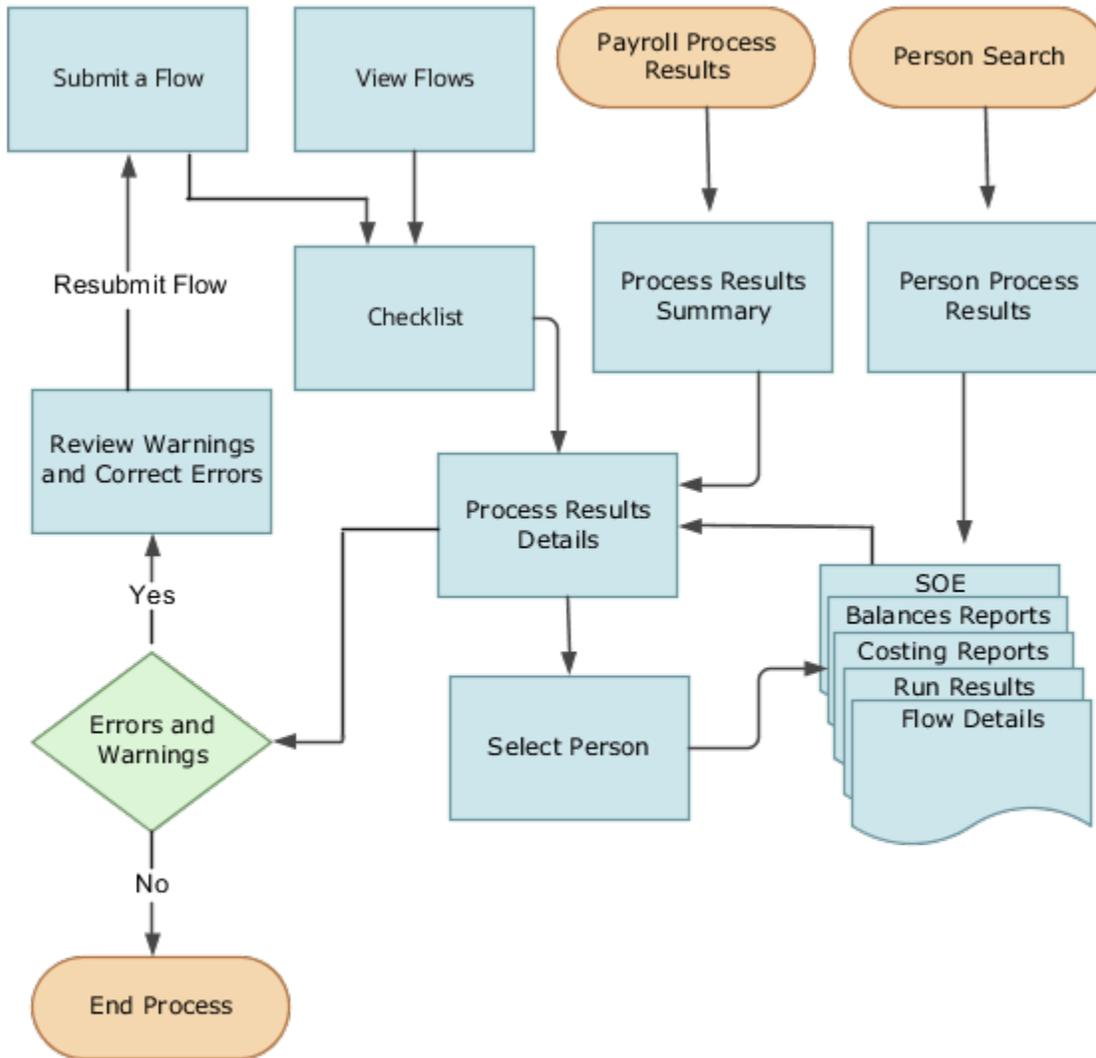 Submit a Flow
View Flows
Payroll Process
Results
Person Search
Resubmit Flow
Checklist
Process Results
Summary
Person Process
Results
Review Warnings
and Correct Errors
Process Results
Details
Yes
SOE
Balances Reports
Costing Reports
Run Results
Flow Details
Errors and
Warnings
Select Person
No
End Process